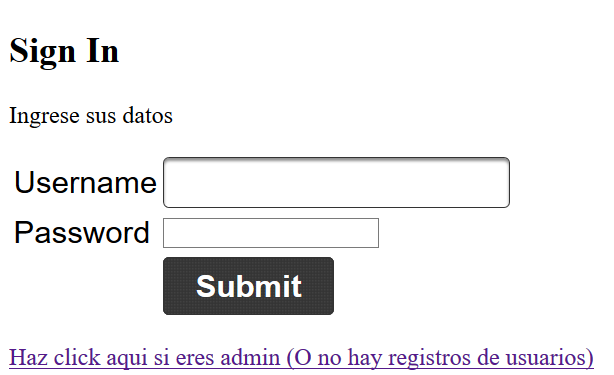 Sign In
Ingrese sus datos
Username
Password
Submit
Haz click aqui si eres admin (O no hay registros de usuarios)